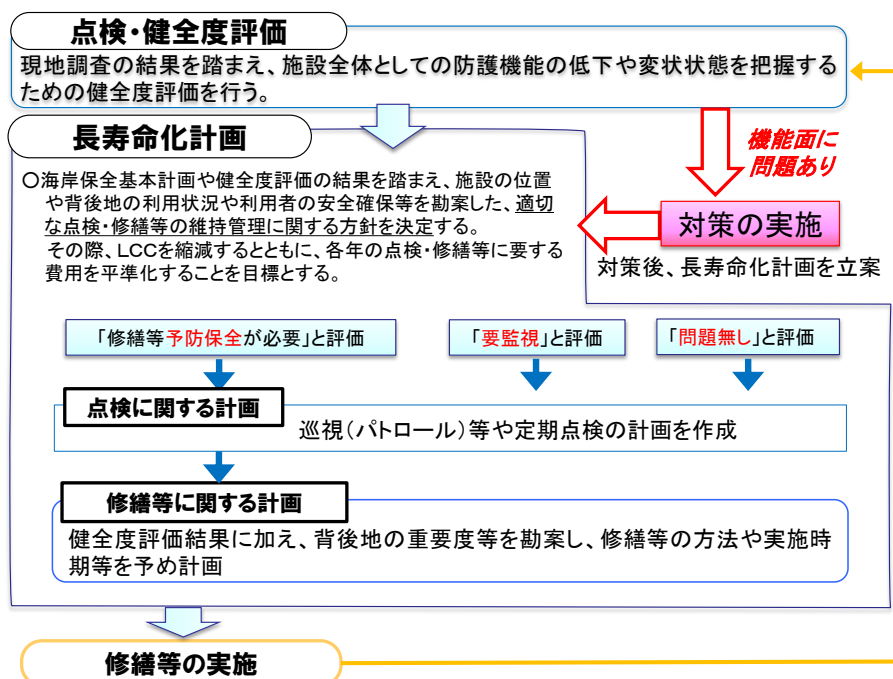 点検・健全度評価
現地調査の結果を踏まえ、施設全体としての防護機能の低下や変状状態を把握する
ための健全度評価を行う。
機能面に
問題あり
対策の実施
対策後、長寿命化計画を立案
長寿命化計画
○海岸保全基本計画や健全度評価の結果を踏まえ、施設の位置
や背後地の利用状況や利用者の安全確保等を勘案した、適切
な点検・修繕等の維持管理に関する方針を決定する。
その際、LCCを縮減するとともに、各年の点検・修繕等に要する
費用を平準化することを目標とする。
「修繕等予防保全が必要」と評価
「要監視」と評価
「問題無し」と評価
点検に関する計画
巡視(パトロール)等や定期点検の計画を作成
修繕等に関する計画
健全度評価結果に加え、背後地の重要度等を勘案し、修繕等の方法や実施時
期等を予め計画
修繕等の実施